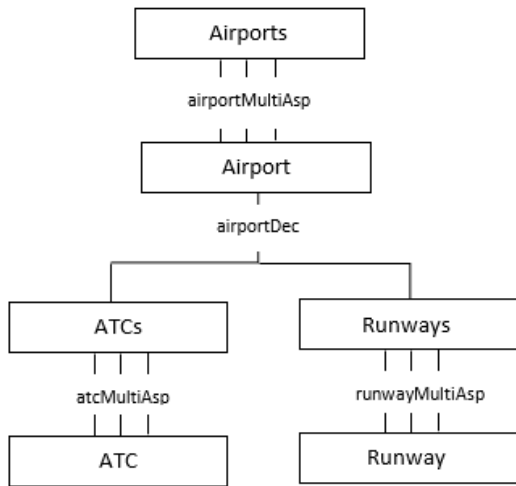 Airports
airportMultiAsp
Airport
airportDec
ATCs
Runways
atcMultiAsp
runwayMultiAsp
ATC
Runway